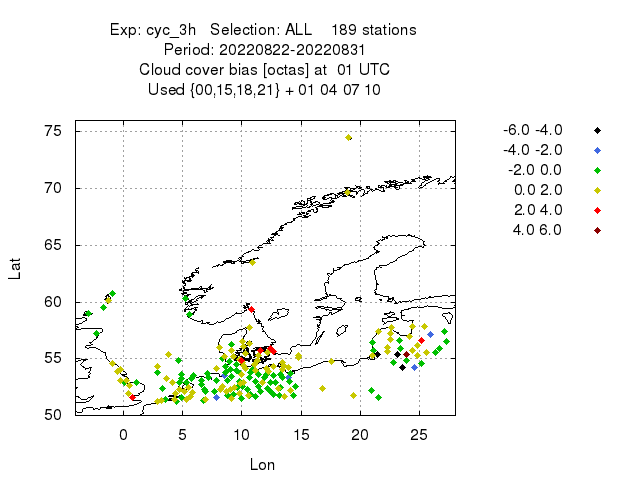 Exp: cyc_3h   Selection: ALL    189 stations
Period: 20220822-20220831
Cloud cover bias [octas] at  01 UTC
Used {00,15,18,21} + 01 04 07 10
-6.0 -4.0
-4.0 -2.0
-2.0 0.0
0.0 2.0
2.0 4.0
4.0 6.0
Lat
75
70
65
60
55
50
0 5 10 15 20 25
Lon